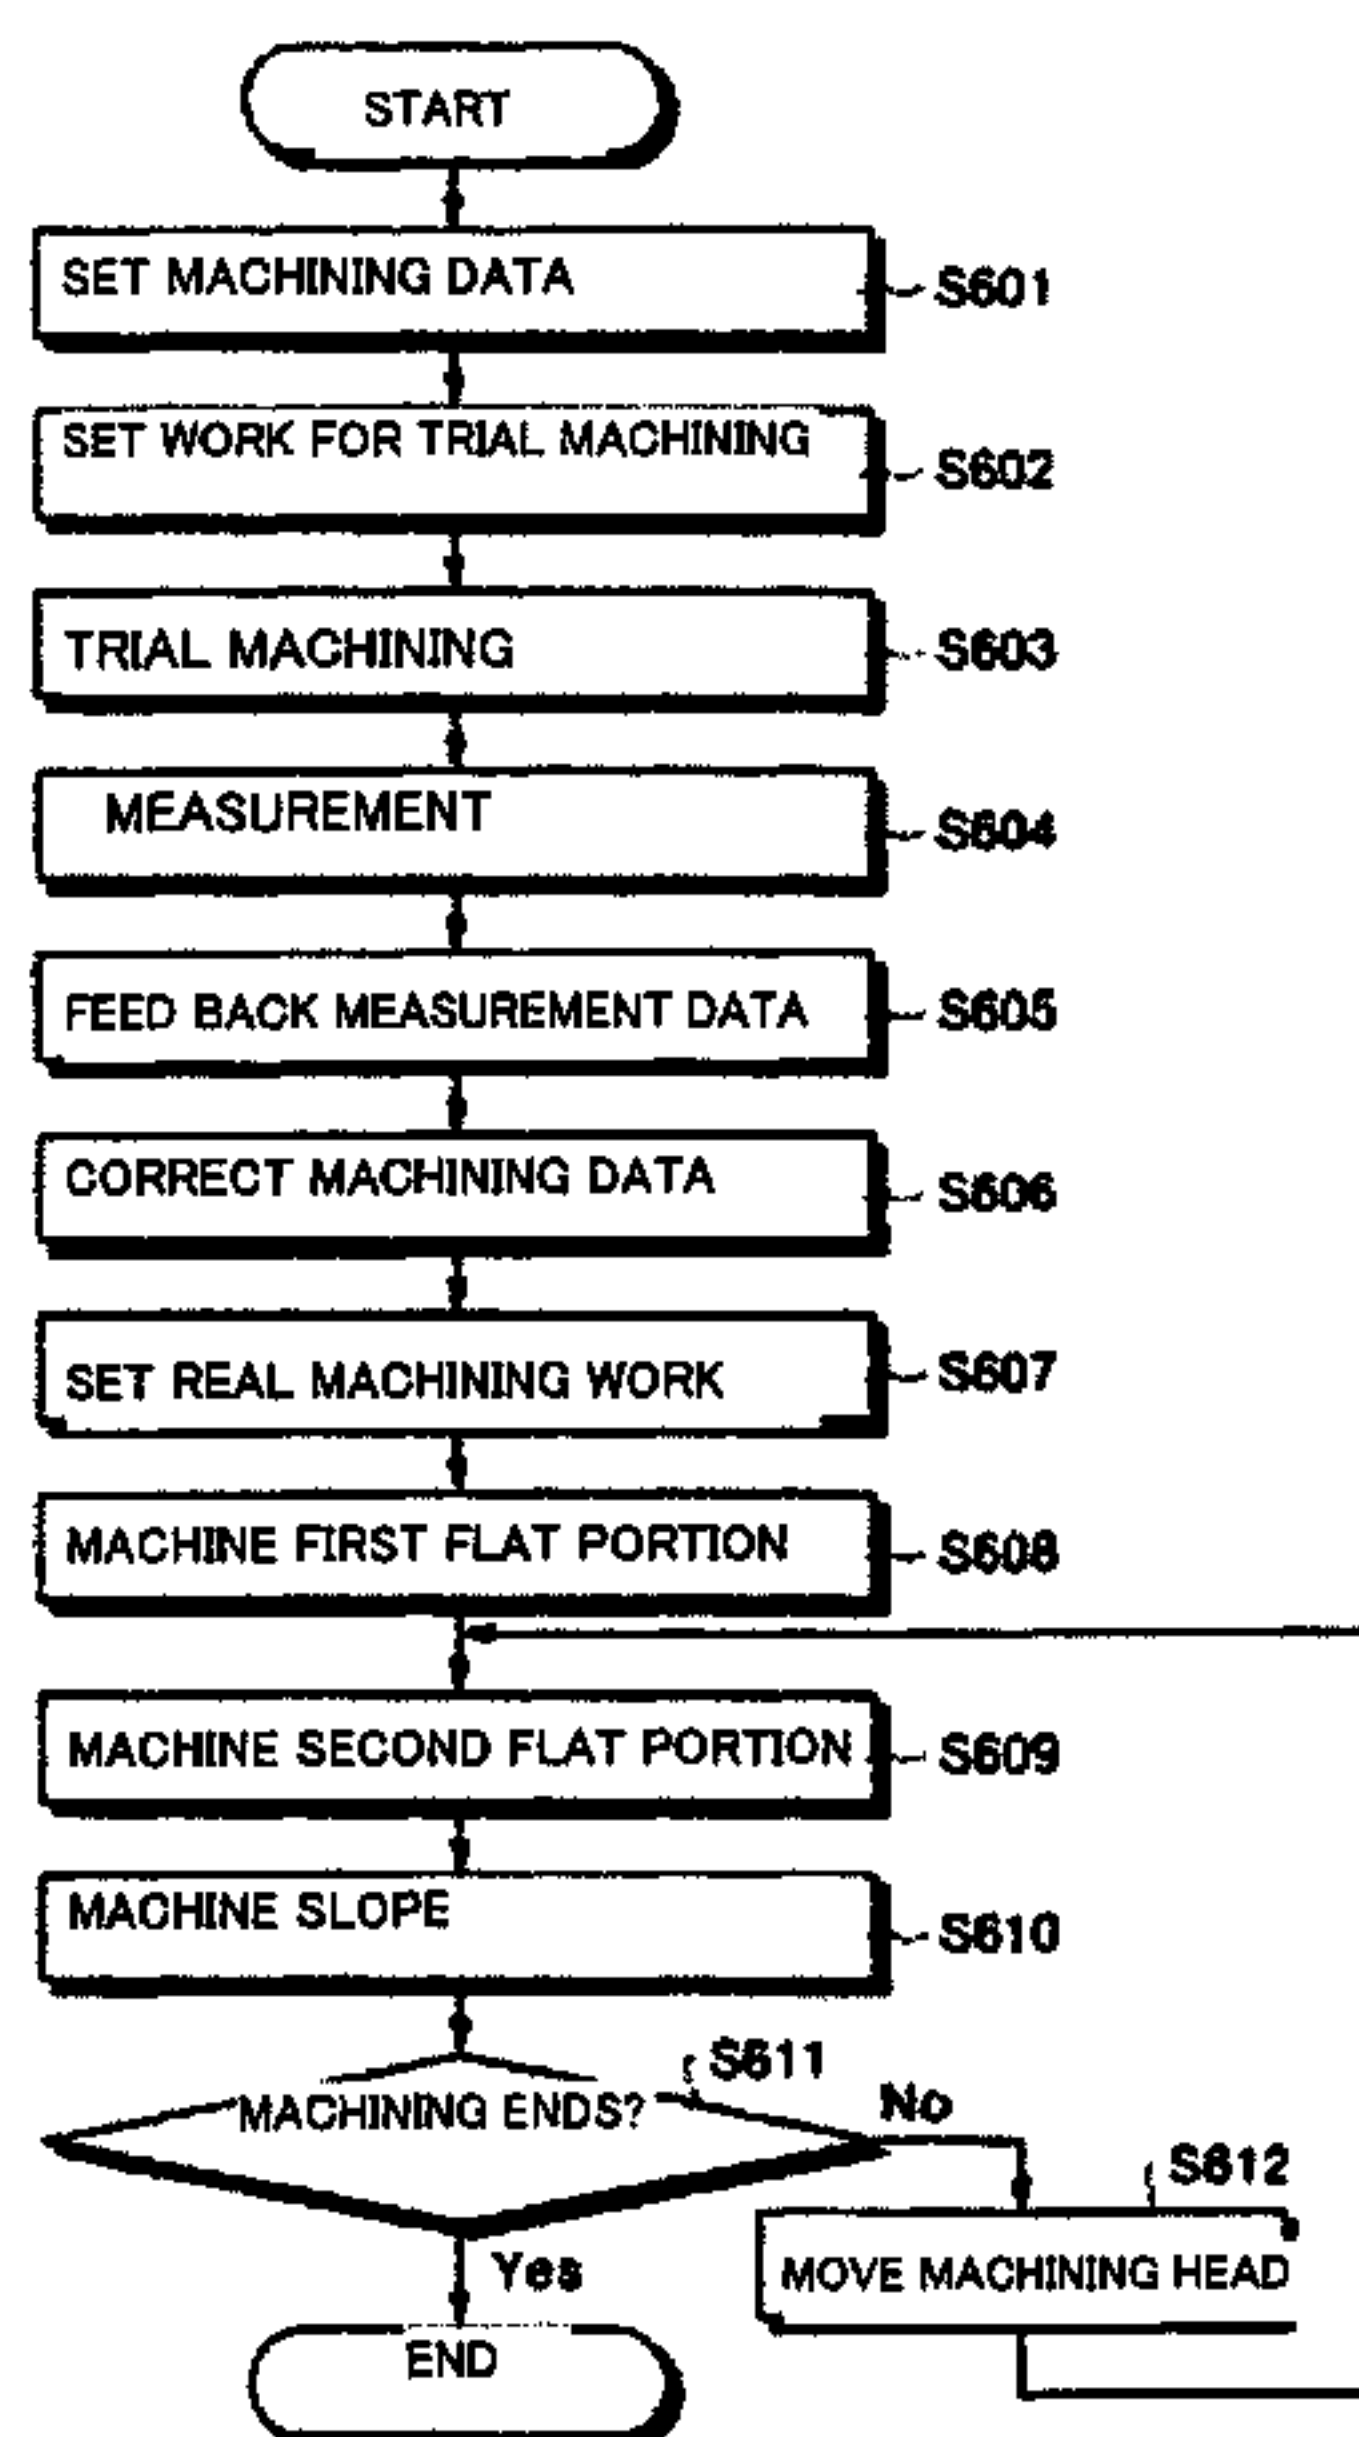 START
SET MACHINING DATA
S601
SET WORK FOR TRIAL MACHINING
S602
TRIAL MACHINING
S603
MEASUREMENT
S604
FEED BACK MEASUREMENT DATA
S605
CORRECT MACHINING DATA
S606
SET REAL MACHINING WORK
S607
MACHINE FIRST FLAT PORTION
S608
MACHINE SECOND FLAT PORTION
S609
MACHINE SLOPE
S610
S611
MACHINING ENDS?
No
S612
MOVE MACHINING HEAD
Yes
END